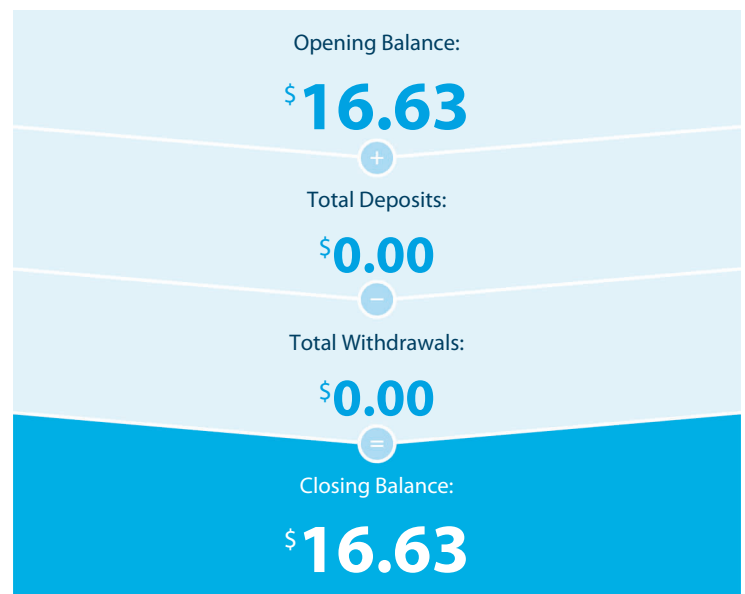 Opening Balance:
$16.63
+
Total Deposits:
$0.00
−
Total Withdrawals:
$0.00
=
Closing Balance:
$16.63